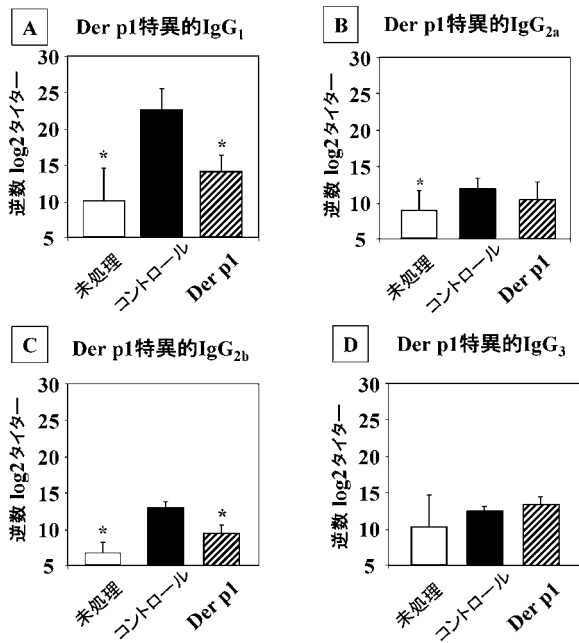 A Der p1特異的IgG1
逆数 log2タイター
30
25
20
15
10
5
*
*
未処理
コントロール
Der p1
B Der p1特異的IgG2a
逆数 log2タイター
30
25
20
15
10
5
*
未処理
コントロール
Der p1
C Der p1特異的IgG2b
逆数 log2タイター
30
25
20
15
10
5
*
*
未処理
コントロール
Der p1
D Der p1特異的IgG3
逆数 log2タイター
30
25
20
15
10
5
未処理
コントロール
Der p1